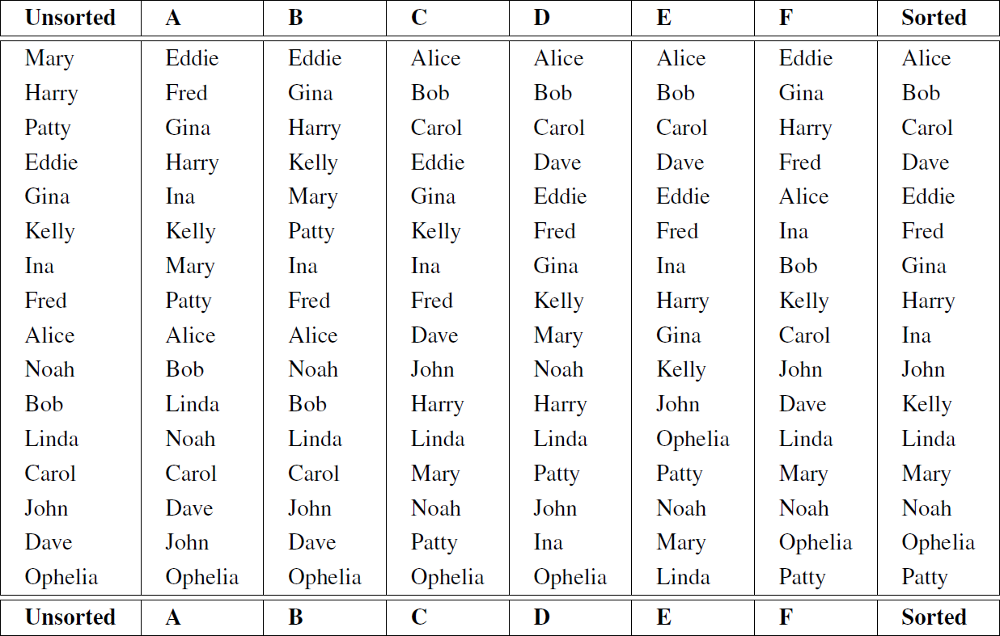 Unsorted A B C D E F Sorted
Mary Eddie Eddie Alice Alice Alice Eddie Alice
Harry Fred Gina Bob Bob Bob Gina Bob
Patty Gina Harry Carol Carol Carol Harry Carol
Eddie Harry Kelly Eddie Dave Dave Fred Dave
Gina Ina Mary Gina Eddie Eddie Alice Eddie
Kelly Kelly Patty Kelly Fred Fred Ina Fred
Ina Mary Ina Ina Gina Ina Bob Gina
Fred Patty Fred Fred Kelly Harry Kelly Harry
Alice Alice Alice Dave Mary Gina Carol Ina
Noah Bob Noah John Noah Kelly John John
Bob Linda Bob Harry Harry John Dave Kelly
Linda Noah Linda Linda Linda Ophelia Linda Linda
Carol Carol Carol Mary Patty Patty Mary Mary
John Dave John Noah John Noah Noah Noah
Dave John Dave Patty Ina Mary Ophelia Ophelia
Ophelia Ophelia Ophelia Ophelia Ophelia Linda Patty Patty
Unsorted A B C D E F Sorted